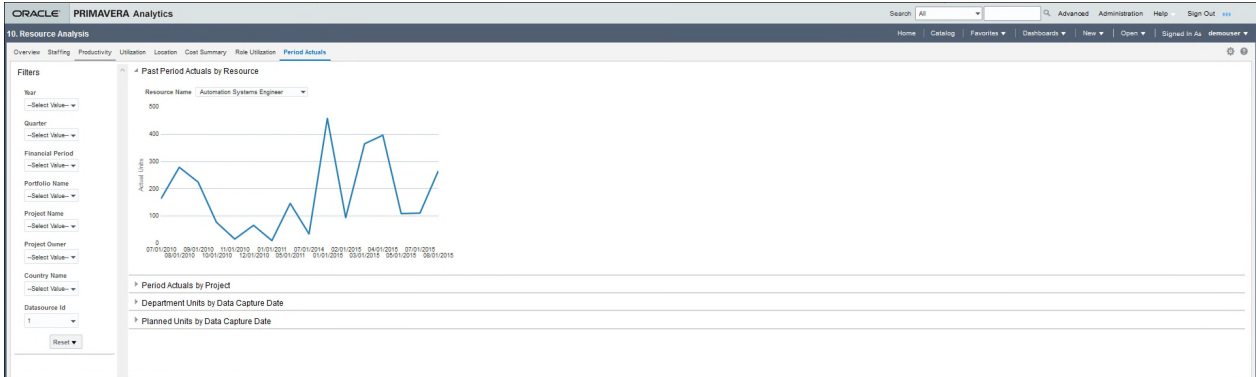 ORACLE PRIMAVERA Analytics Search All Advanced Administration Help Sign Out
10. Resource Analysis Home Catalog Favorites Dashboards New Open Signed In As demouser
Overview Staffing Productivity Utilization Location Cost Summary Role Utilization Period Actuals
Filters
Year
--Select Value--
Quarter
--Select Value--
Financial Period
--Select Value--
Portfolio Name
--Select Value--
Project Name
--Select Value--
Project Owner
--Select Value--
Country Name
--Select Value--
Datasource Id
1
Reset
Past Period Actuals by Resource
Resource Name Automation Systems Engineer
500
400
300
200
100
0
Actual Units
07/01/2010 09/01/2010 11/01/2010 01/01/2011 07/01/2014 02/01/2015 04/01/2015 07/01/2015
08/01/2010 10/01/2010 12/01/2010 05/01/2011 01/01/2015 03/01/2015 05/01/2015 08/01/2015
Period Actuals by Project
Department Units by Data Capture Date
Planned Units by Data Capture Date